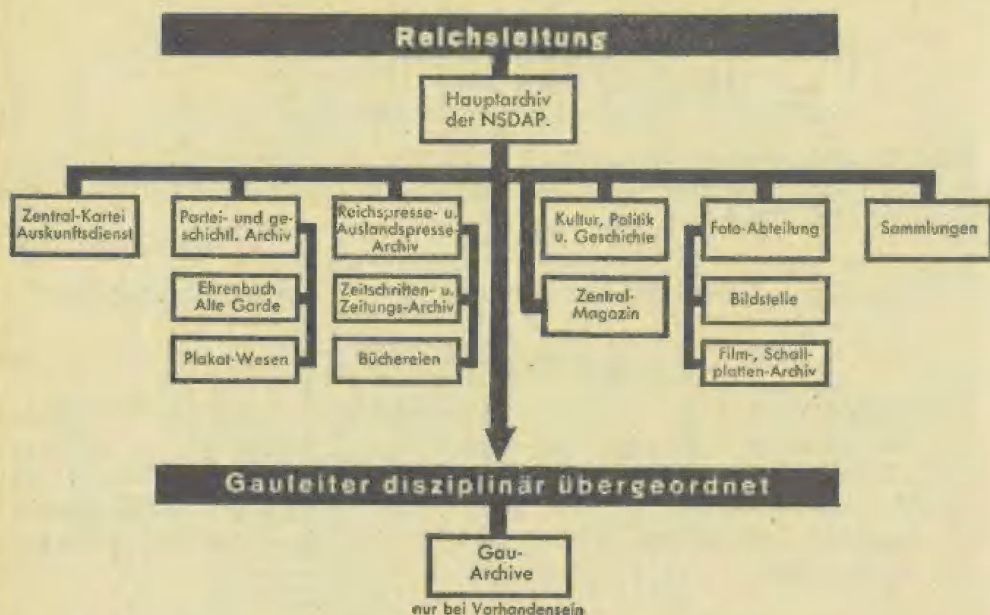 Reichsleitung
Hauptarchiv
der NSDAP.
Zentral-Kartei
Auskunftsdienst
Partei- und ge-
schichtl. Archiv
Ehrenbuch
Alte Garde
Plakat-Wesen
Reichspresse- u.
Auslandspresse-
Archiv
Zeitschriften- u.
Zeitungs-Archiv
Büchereien
Kultur, Politik
u. Geschichte
Zentral-
Magazin
Foto-Abteilung
Bildstelle
Film-, Schall-
platten-Archiv
Sammlungen
Gauleiter disziplinär übergeordnet
Gau-
Archive
nur bei Vorhandensein